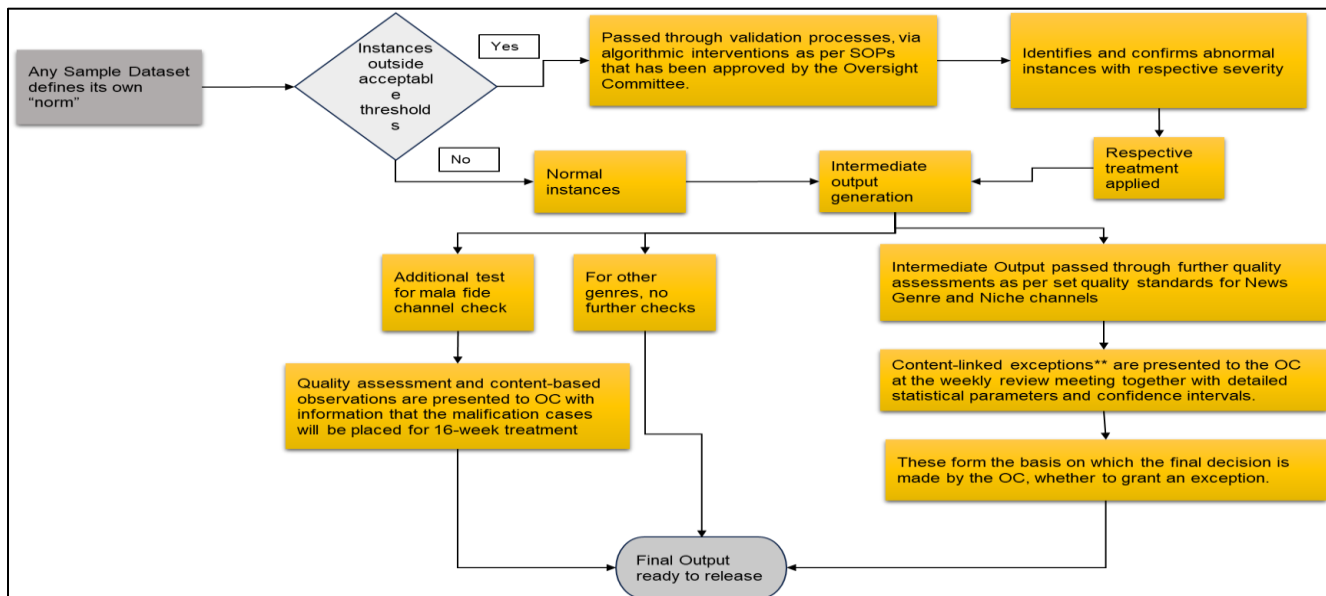 Any Sample Dataset
defines its own
“norm”
Instances
outside
acceptabl
e
threshold
s
Yes
Passed through validation processes, via
algorithmic interventions as per SOPs
that has been approved by the Oversight
Committee.
Identifies and confirms abnormal
instances with respective severity
No
Normal
instances
Intermediate
output
generation
Respective
treatment
applied
Additional test
for mala fide
channel check
For other
genres, no
further checks
Intermediate Output passed through further quality
assessments as per set quality standards for News
Genre and Niche channels
Quality assessment and content-based
observations are presented to OC with
information that the malification cases
will be placed for 16-week treatment
Content-linked exceptions** are presented to the OC
at the weekly review meeting together with detailed
statistical parameters and confidence intervals.
These form the basis on which the final decision is
made by the OC, whether to grant an exception.
Final Output
ready to release